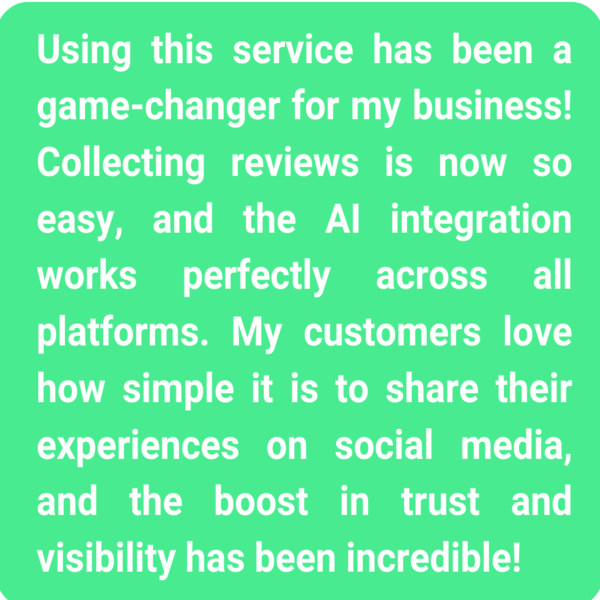 Using this service has been a
game-changer for my business!
Collecting reviews is now so
easy, and the AI integration
works perfectly across all
platforms. My customers love
how simple it is to share their
experiences on social media,
and the boost in trust and
visibility has been incredible!